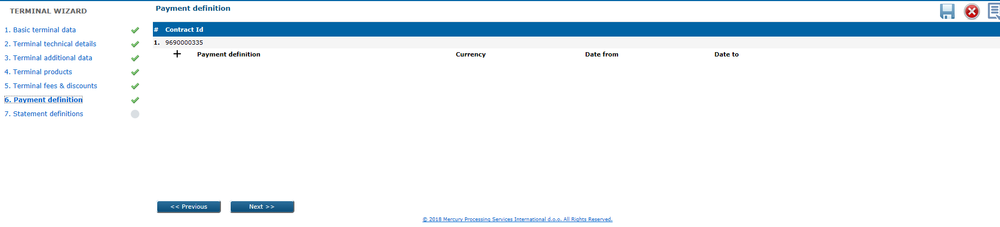 TERMINAL WIZARD
1. Basic terminal data
2. Terminal technical details
3. Terminal additional data
4. Terminal products
5. Terminal fees & discounts
6. Payment definition
7. Statement definitions
Payment definition
# Contract Id
1. 9690000335
Payment definition Currency Date from Date to
<< Previous Next >>
© 2018 Mercury Processing Services International d.o.o. All Rights Reserved.